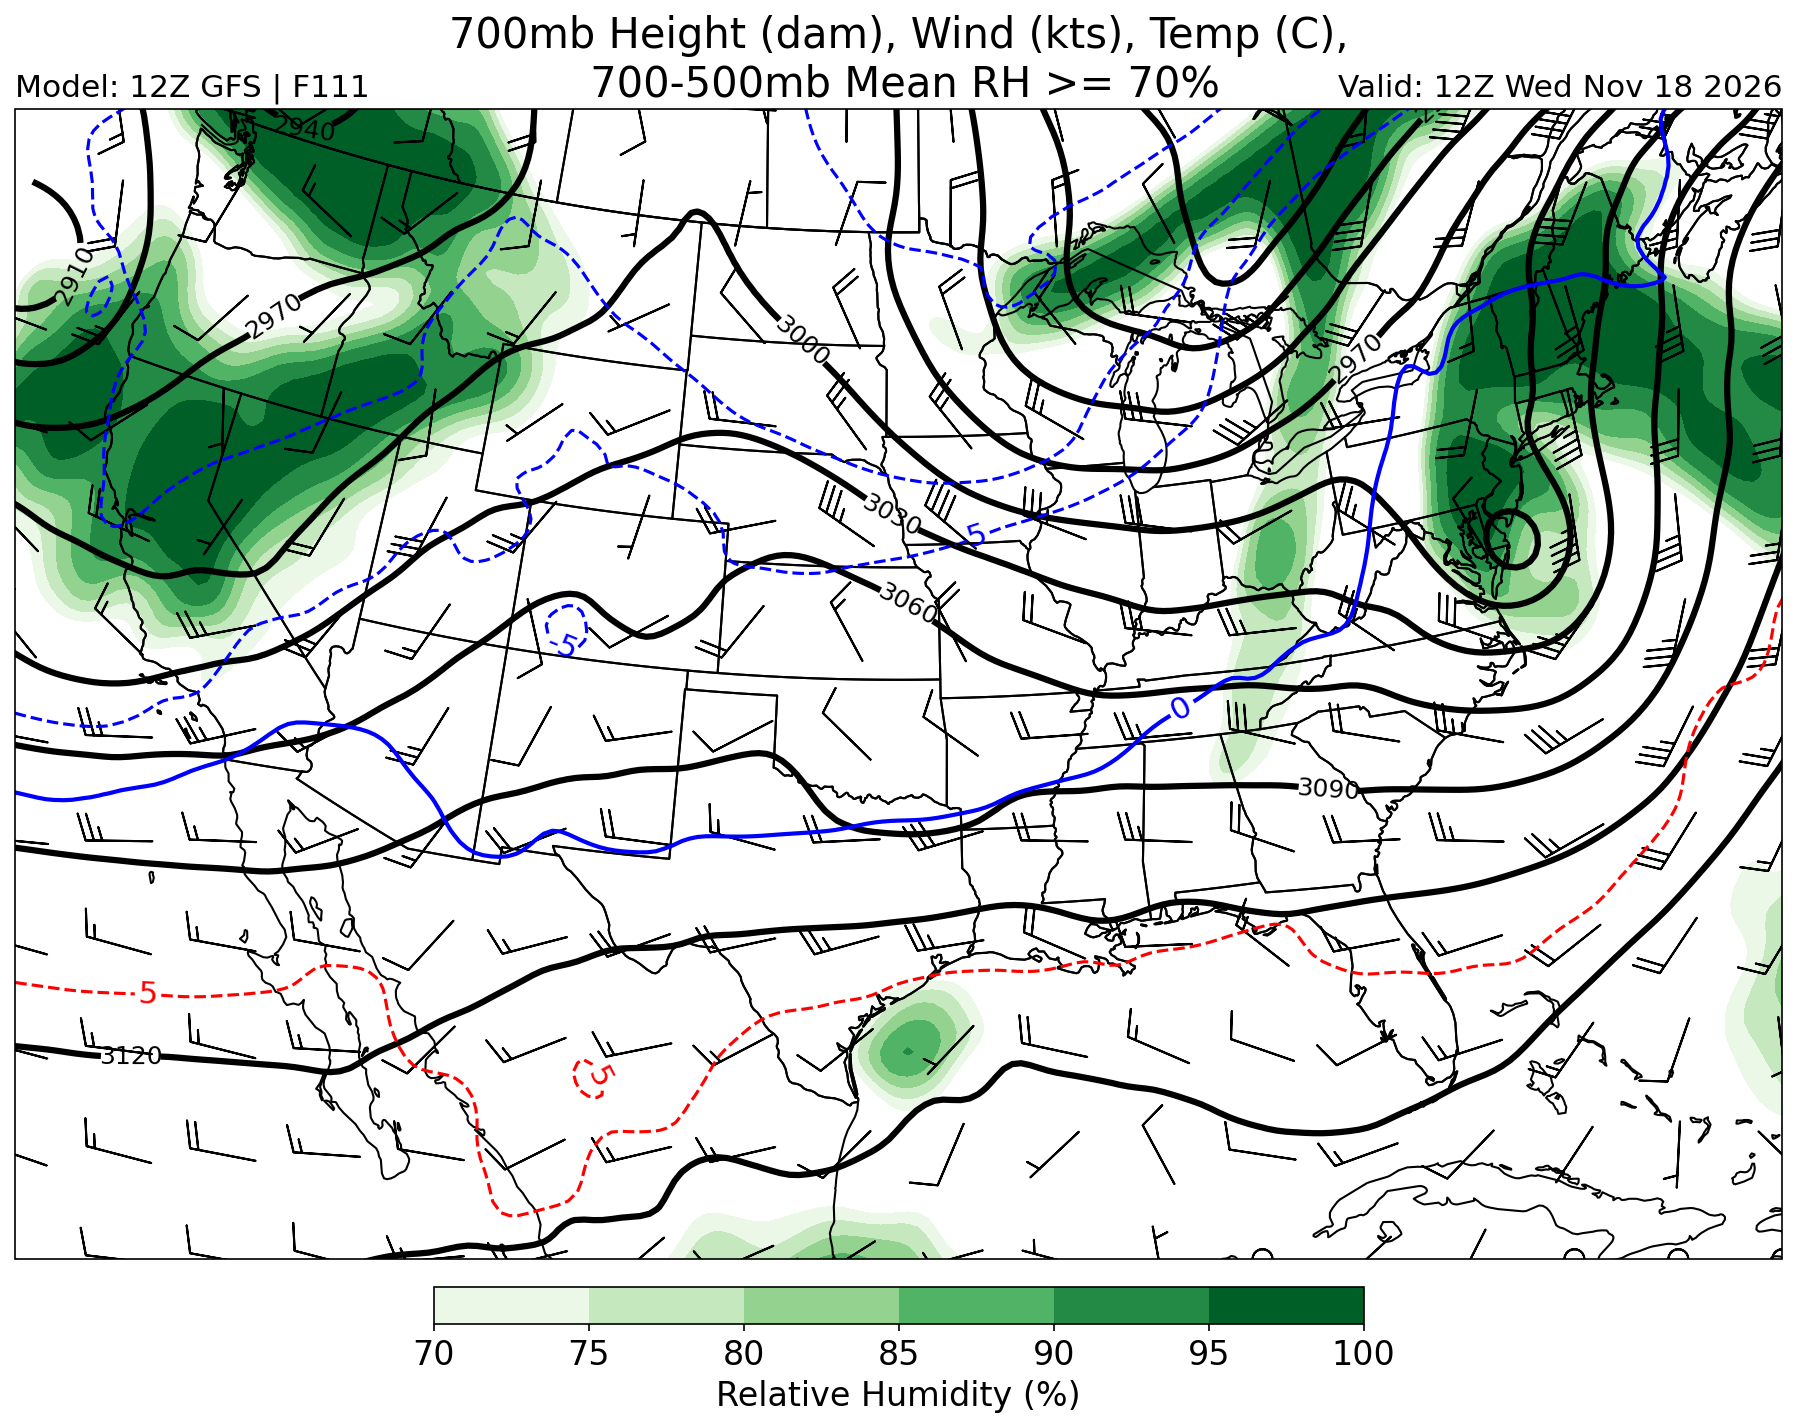 700mb Height (dam), Wind (kts), Temp (C),
700-500mb Mean RH >= 70%
Model: 12Z GFS | F111
Valid: 12Z Wed Nov 18 2026
2940
2910
2970
3000
2970
3030
-5
3060
-5
0
3090
5
3120
5
70 75 80 85 90 95 100
Relative Humidity (%)